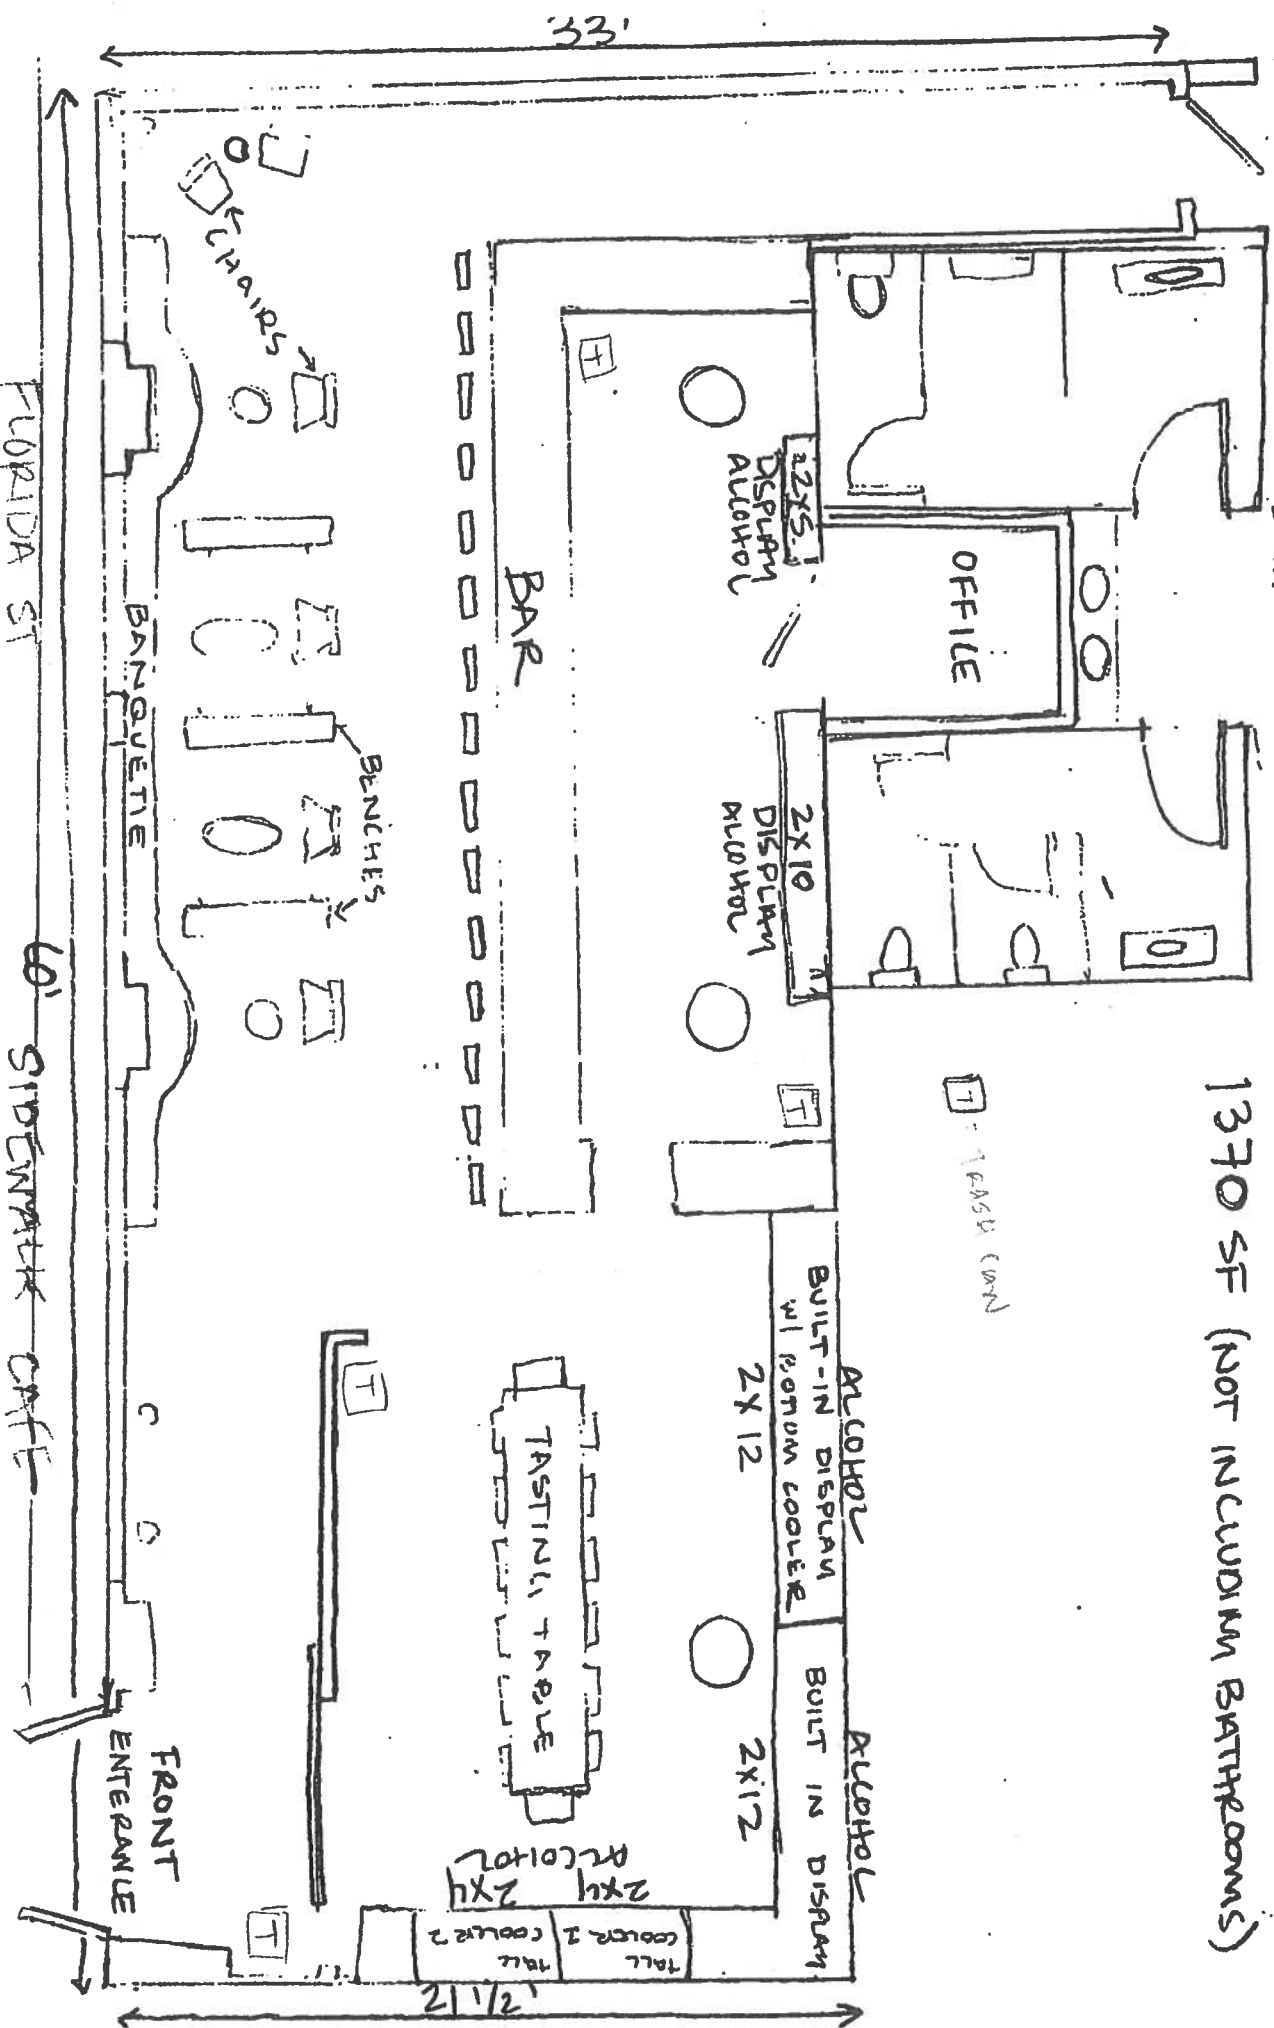 1370 SF (NOT INCLUDING BATHROOMS)
T - TRASH CAN
OFFICE
2X5
DISPLAY
ALCOHOL
2X10
DISPLAY
ALCOHOL
T
T
ALCOHOL
BUILT-IN DISPLAY
W/ BOTTOM COOLER
2X12
ALCOHOL
BUILT IN DISPLAY
2X12
33'
BAR
TASTING TABLE
T
TALL
COOLER 1
2X4
TALL
COOLER 2
2X4
ALCOHOL
21 1/2'
CHAIRS
BENCHES
BANQUETTE
T
FRONT
ENTERANCE
60'
FLORIDA ST
SIDEWALK CAFE